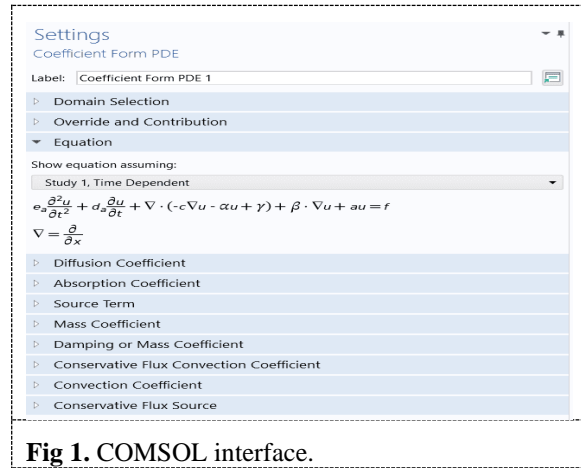 Settings
Coefficient Form PDE
Label: Coefficient Form PDE 1
Domain Selection
Override and Contribution
Equation
Show equation assuming:
Study 1, Time Dependent
eₐ ∂²u/∂t² + dₐ ∂u/∂t + ∇ · (-c∇u - αu + γ) + β · ∇u + au = f
∇ = ∂/∂x
Diffusion Coefficient
Absorption Coefficient
Source Term
Mass Coefficient
Damping or Mass Coefficient
Conservative Flux Convection Coefficient
Convection Coefficient
Conservative Flux Source
Fig 1. COMSOL interface.